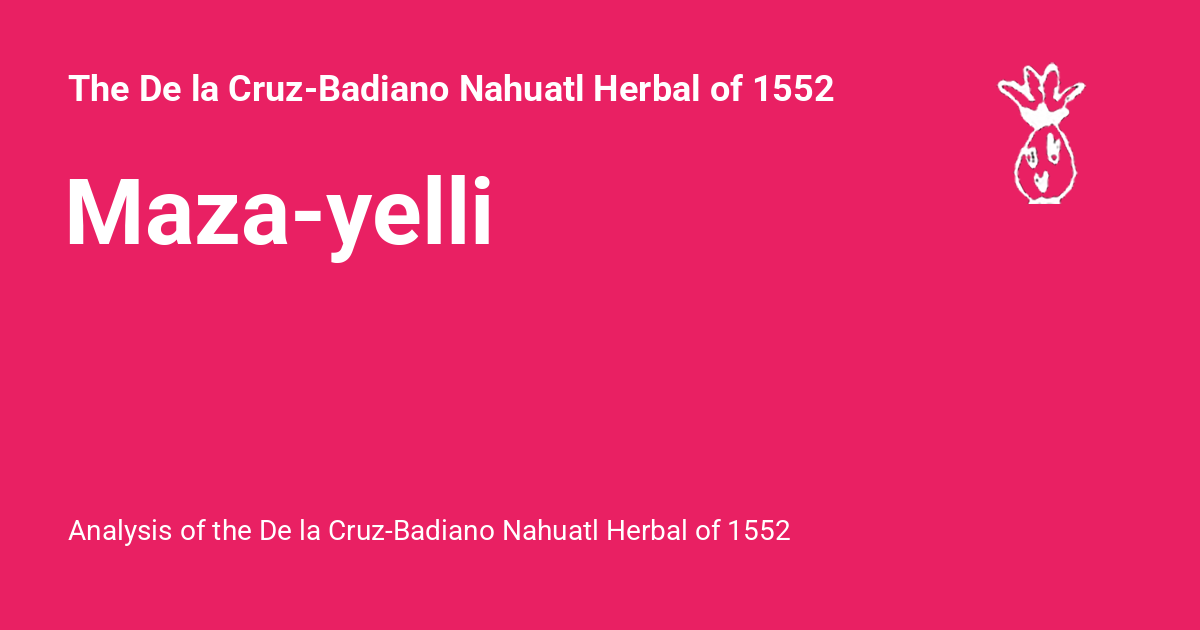 The De la Cruz-Badiano Nahuatl Herbal of 1552
Maza-yelli
Analysis of the De la Cruz-Badiano Nahuatl Herbal of 1552